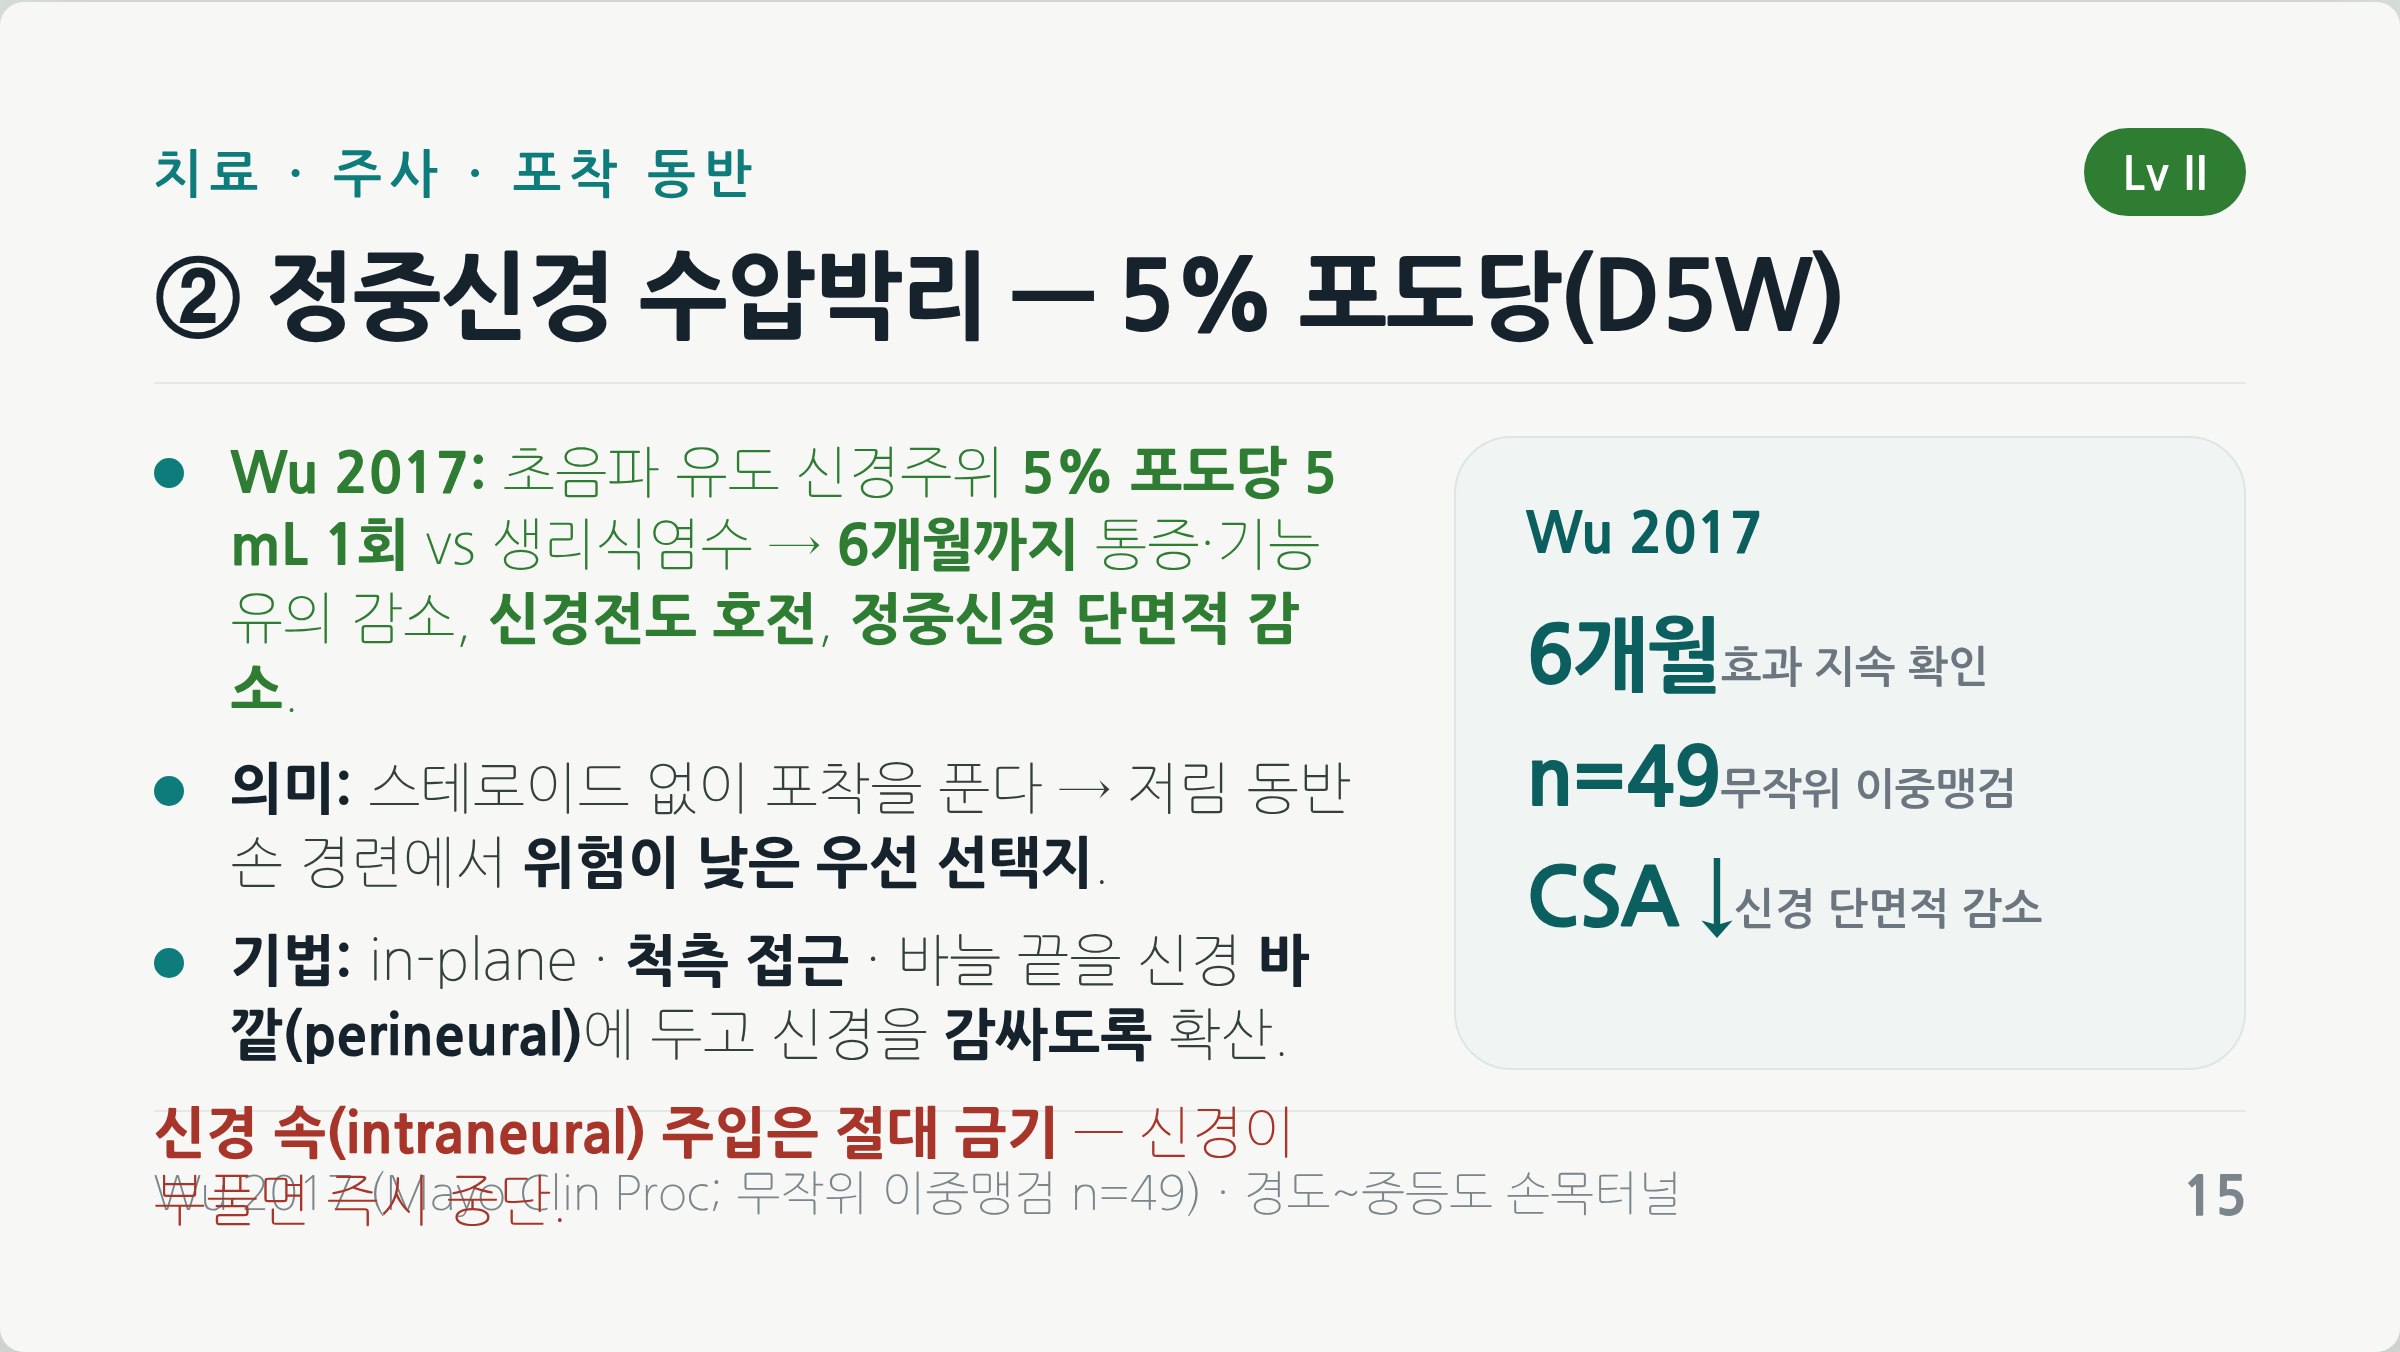 치료 · 주사 · 포착 동반
Lv II
② 정중신경 수압박리 — 5% 포도당(D5W)
Wu 2017: 초음파 유도 신경주위 5% 포도당 5
mL 1회 vs 생리식염수 → 6개월까지 통증·기능
유의 감소, 신경전도 호전, 정중신경 단면적 감
소.
의미: 스테로이드 없이 포착을 푼다 → 저림 동반
손 경련에서 위험이 낮은 우선 선택지.
기법: in-plane · 척측 접근 · 바늘 끝을 신경 바
깥(perineural)에 두고 신경을 감싸도록 확산.
신경 속(intraneural) 주입은 절대 금기 — 신경이
부풀면 즉시 중단.
Wu 2017
6개월효과 지속 확인
n=49무작위 이중맹검
CSA ↓신경 단면적 감소
Wu 2017 (Mayo Clin Proc; 무작위 이중맹검 n=49) · 경도~중등도 손목터널
15